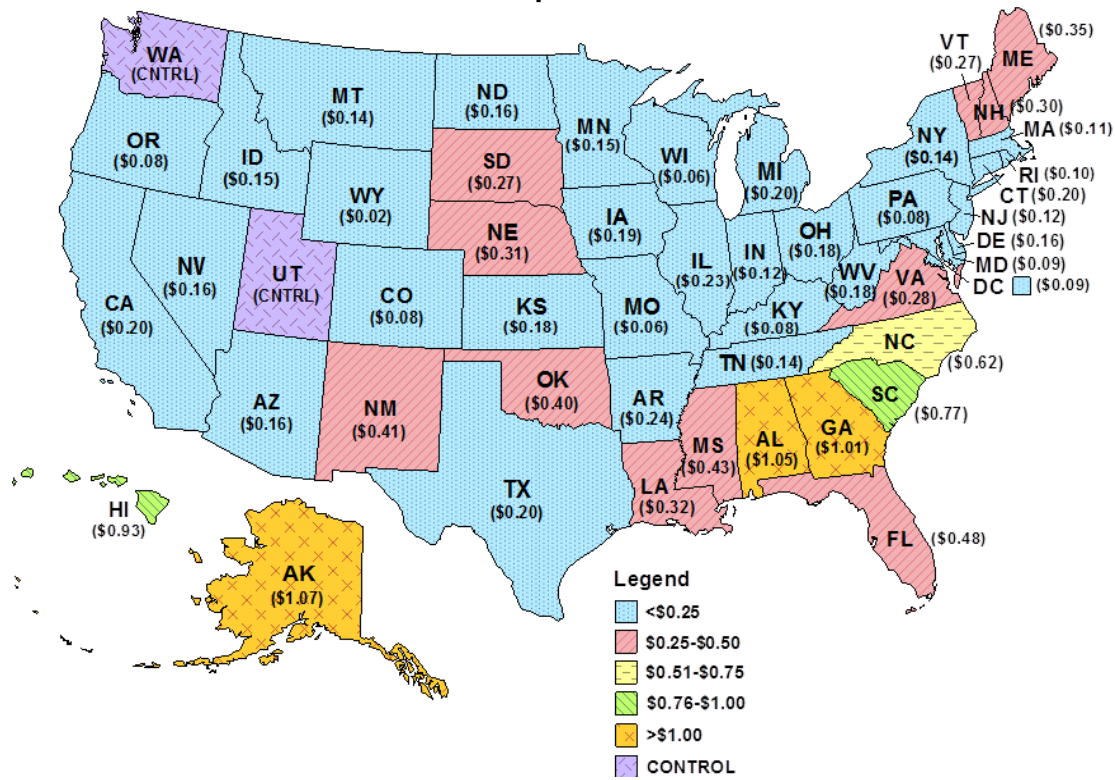 WA
(CNTRL)
OR
($0.08)
CA
($0.20)
NV
($0.16)
ID
($0.15)
MT
($0.14)
WY
($0.02)
UT
(CNTRL)
AZ
($0.16)
CO
($0.08)
NM
($0.41)
ND
($0.16)
SD
($0.27)
NE
($0.31)
KS
($0.18)
OK
($0.40)
TX
($0.20)
MN
($0.15)
IA
($0.19)
MO
($0.06)
AR
($0.24)
LA
($0.32)
WI
($0.06)
IL
($0.23)
MI
($0.20)
IN
($0.12)
OH
($0.18)
KY
($0.08)
TN ($0.14)
MS
($0.43)
AL
($1.05)
GA
($1.01)
FL
($0.48)
SC
($0.77)
NC
($0.62)
VA
($0.28)
WV
($0.18)
PA
($0.08)
NY
($0.14)
VT
($0.27)
NH
($0.30)
ME
($0.35)
MA ($0.11)
RI ($0.10)
CT ($0.20)
NJ ($0.12)
DE ($0.16)
MD ($0.09)
DC ($0.09)
HI
($0.93)
AK
($1.07)
Legend
<$0.25
$0.25-$0.50
$0.51-$0.75
$0.76-$1.00
>$1.00
CONTROL